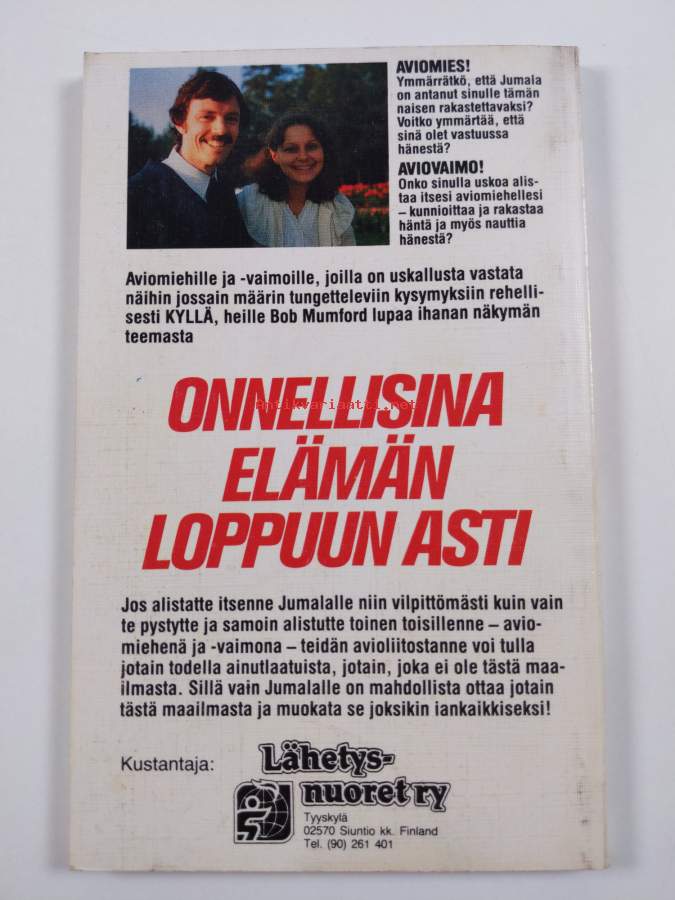 AVIOMIES!
Ymmärrätkö, että Jumala
on antanut sinulle tämän
naisen rakastettavaksi?
Voitko ymmärtää, että
sinä olet vastuussa
hänestä?
AVIOVAIMO!
Onko sinulla uskoa alis-
taa itsesi aviomiehellesi
– kunnioittaa ja rakastaa
häntä ja myös nauttia
hänestä?
Aviomiehille ja -vaimoille, joilla on uskallusta vastata
näihin jossain määrin tungetteleviin kysymyksiin rehelli-
sesti KYLLÄ, heille Bob Mumford lupaa ihanan näkymän
teemasta
ONNELLISINA
Antikvariaatti.net
ELÄMÄN
LOPPUUN ASTI
Jos alistatte itsenne Jumalalle niin vilpittömästi kuin vain
te pystytte ja samoin alistutte toinen toisillenne – avio-
miehenä ja -vaimona – teidän avioliitostanne voi tulla
jotain todella ainutlaatuista, jotain, joka ei ole tästä maa-
ilmasta. Sillä vain Jumalalle on mahdollista ottaa jotain
tästä maailmasta ja muokata se joksikin iankaikkiseksi!
Kustantaja:
Lähetys-
nuoret ry
Tyyskylä
02570 Siuntio kk. Finland
Tel. (90) 261 401